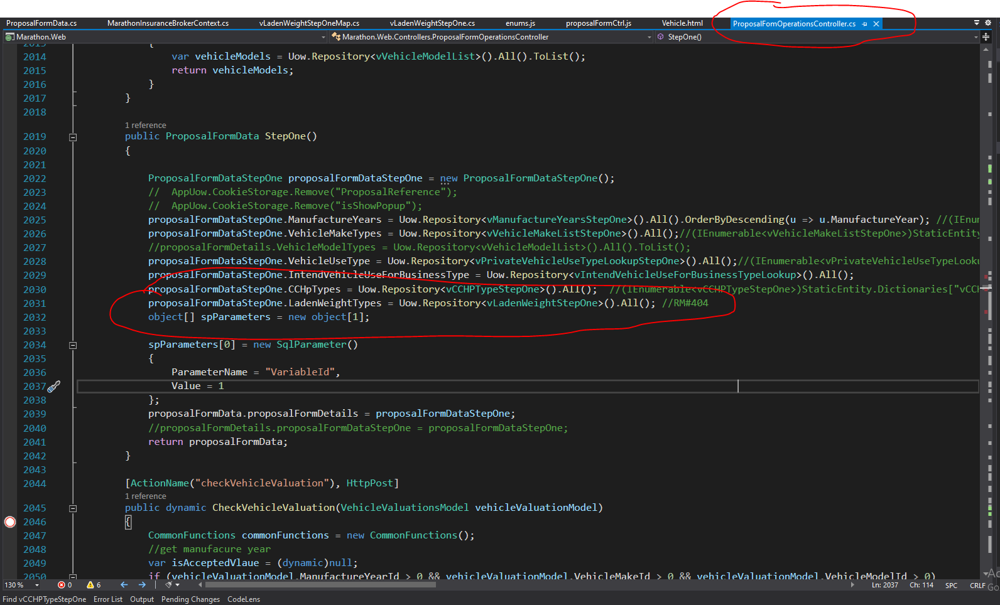 ProposalFormData.cs MarathonInsuranceBrokerContext.cs vLadenWeightStepOneMap.cs vLadenWeightStepOne.cs enums.js proposalFormCtrl.js Vehicle.html ProposalFomOperationsController.cs
Marathon.Web Marathon.Web.Controllers.ProposalFormOperationsController StepOne()
2013 {
2014 var vehicleModels = Uow.Repository<vVehicleModelList>().All().ToList();
2015 return vehicleModels;
2016 }
2017 }
2018
1 reference
2019 public ProposalFormData StepOne()
2020 {
2021
2022 ProposalFormDataStepOne proposalFormDataStepOne = new ProposalFormDataStepOne();
2023 // AppUow.CookieStorage.Remove("ProposalReference");
2024 // AppUow.CookieStorage.Remove("isShowPopup");
2025 proposalFormDataStepOne.ManufactureYears = Uow.Repository<vManufactureYearsStepOne>().All().OrderByDescending(u => u.ManufactureYear); //(IEnum
2026 proposalFormDataStepOne.VehicleMakeTypes = Uow.Repository<vVehicleMakeListStepOne>().All();//(IEnumerable<vVehicleMakeListStepOne>)StaticEntity
2027 //proposalFormDetails.VehicleModelTypes = Uow.Repository<vVehicleModelList>().All().ToList();
2028 proposalFormDataStepOne.VehicleUseType = Uow.Repository<vPrivateVehicleUseTypeLookupStepOne>().All();//(IEnumerable<vPrivateVehicleUseTypeLooku
2029 proposalFormDataStepOne.IntendVehicleUseForBusinessType = Uow.Repository<vIntendVehicleUseForBusinessTypeLookup>().All();
2030 proposalFormDataStepOne.CCHpTypes = Uow.Repository<vCCHPTypeStepOne>().All(); //(IEnumerable<vCCHPTypeStepOne>)StaticEntity.Dictionaries["vCCH
2031 proposalFormDataStepOne.LadenWeightTypes = Uow.Repository<vLadenWeightStepOne>().All(); //RM#404
2032 object[] spParameters = new object[1];
2033
2034 spParameters[0] = new SqlParameter()
2035 {
2036 ParameterName = "VariableId",
2037 Value = 1
2038 };
2039 proposalFormData.proposalFormDetails = proposalFormDataStepOne;
2040 //proposalFormDetails.proposalFormDataStepOne = proposalFormDataStepOne;
2041 return proposalFormData;
2042 }
2043
2044 [ActionName("checkVehicleValuation"), HttpPost]
1 reference
2045 public dynamic CheckVehicleValuation(VehicleValuationsModel vehicleValuationModel)
2046 {
2047 CommonFunctions commonFunctions = new CommonFunctions();
2048 //get manufacure year
2049 var isAcceptedVlaue = (dynamic)null;
2050 if (vehicleValuationModel.ManufactureYearId > 0 && vehicleValuationModel.VehicleMakeId > 0 && vehicleValuationModel.VehicleModelId > 0)
130 % 0 6 Ln: 2037 Ch: 114 SPC CRLF
Find vCCHPTypeStepOne Error List Output Pending Changes CodeLens